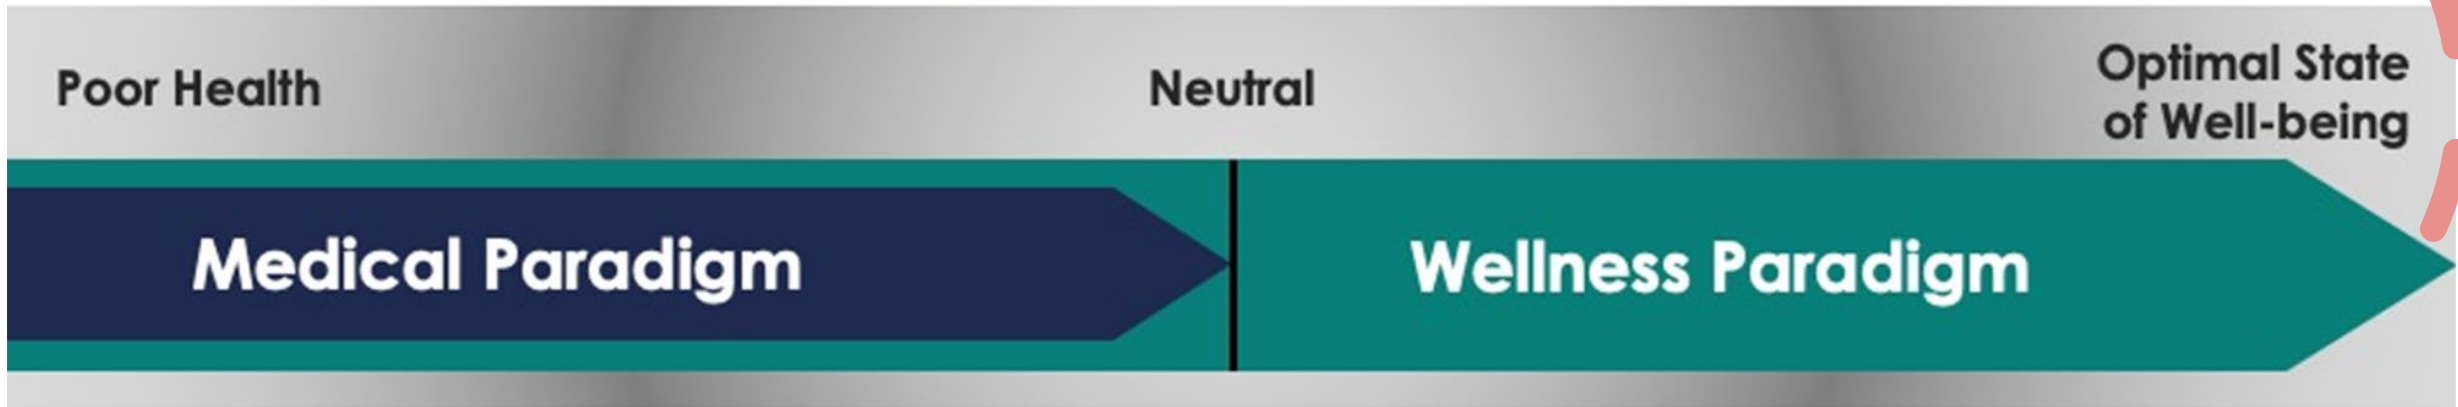 Poor Health
Neutral
Optimal State
of Well-being
Medical Paradigm
Wellness Paradigm